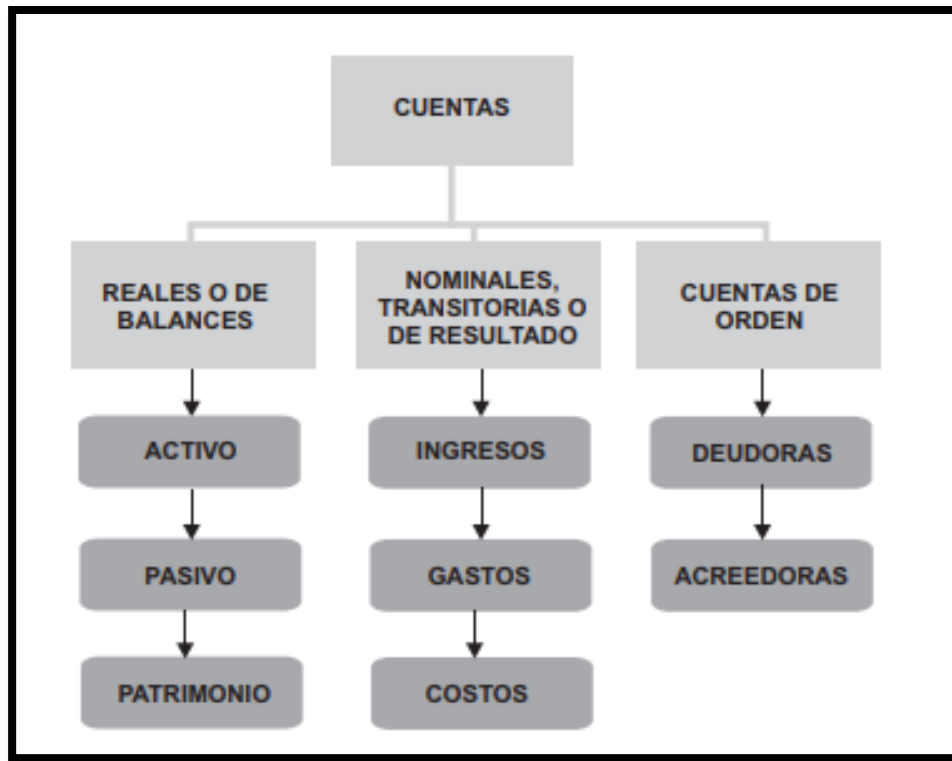 CUENTAS
REALES O DE
BALANCES
NOMINALES,
TRANSITORIAS O
DE RESULTADO
CUENTAS DE
ORDEN
ACTIVO
INGRESOS
DEUDORAS
PASIVO
GASTOS
ACREEDORAS
PATRIMONIO
COSTOS